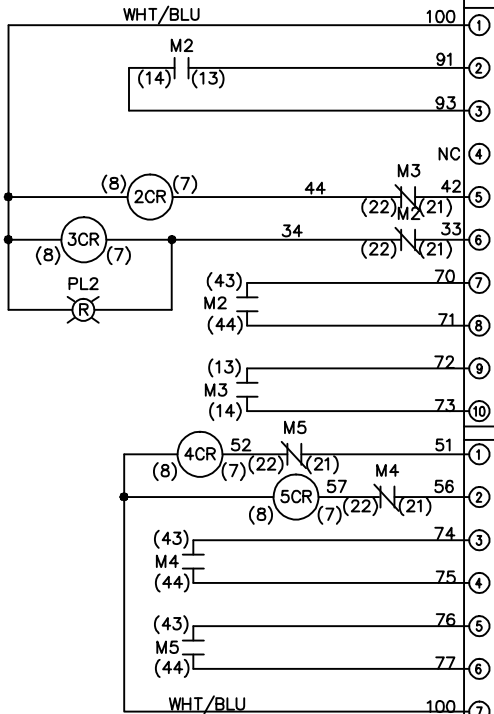 WHT/BLU 100 1
M2 91 2
(14) (13)
93 3
NC 4
M3
(8) 2CR (7) 44 42 5
(22) (21)
M2
3CR 34 33 6
(8) (7) (22) (21)
PL2
R
(43) 70 7
M2
(44) 71 8
(13) 72 9
M3
(14) 73 10
M5
4CR 52 51 1
(8) (7) (22) (21)
M4
5CR 57 56 2
(8) (7) (22) (21)
(43) 74 3
M4
(44) 75 4
(43) 76 5
M5
(44) 77 6
WHT/BLU 100 7